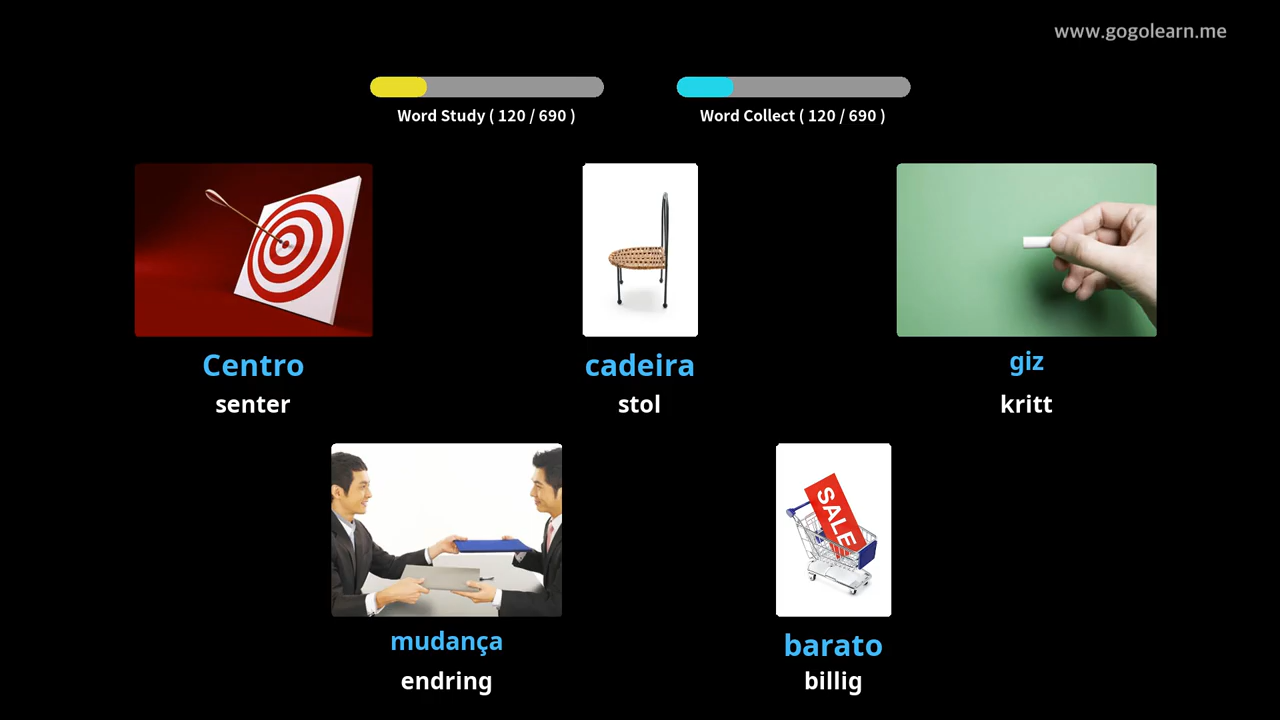 www.gogolearn.me
Word Study ( 120 / 690 )
Word Collect ( 120 / 690 )
Centro
senter
cadeira
stol
giz
kritt
SALE
mudança
endring
barato
billig